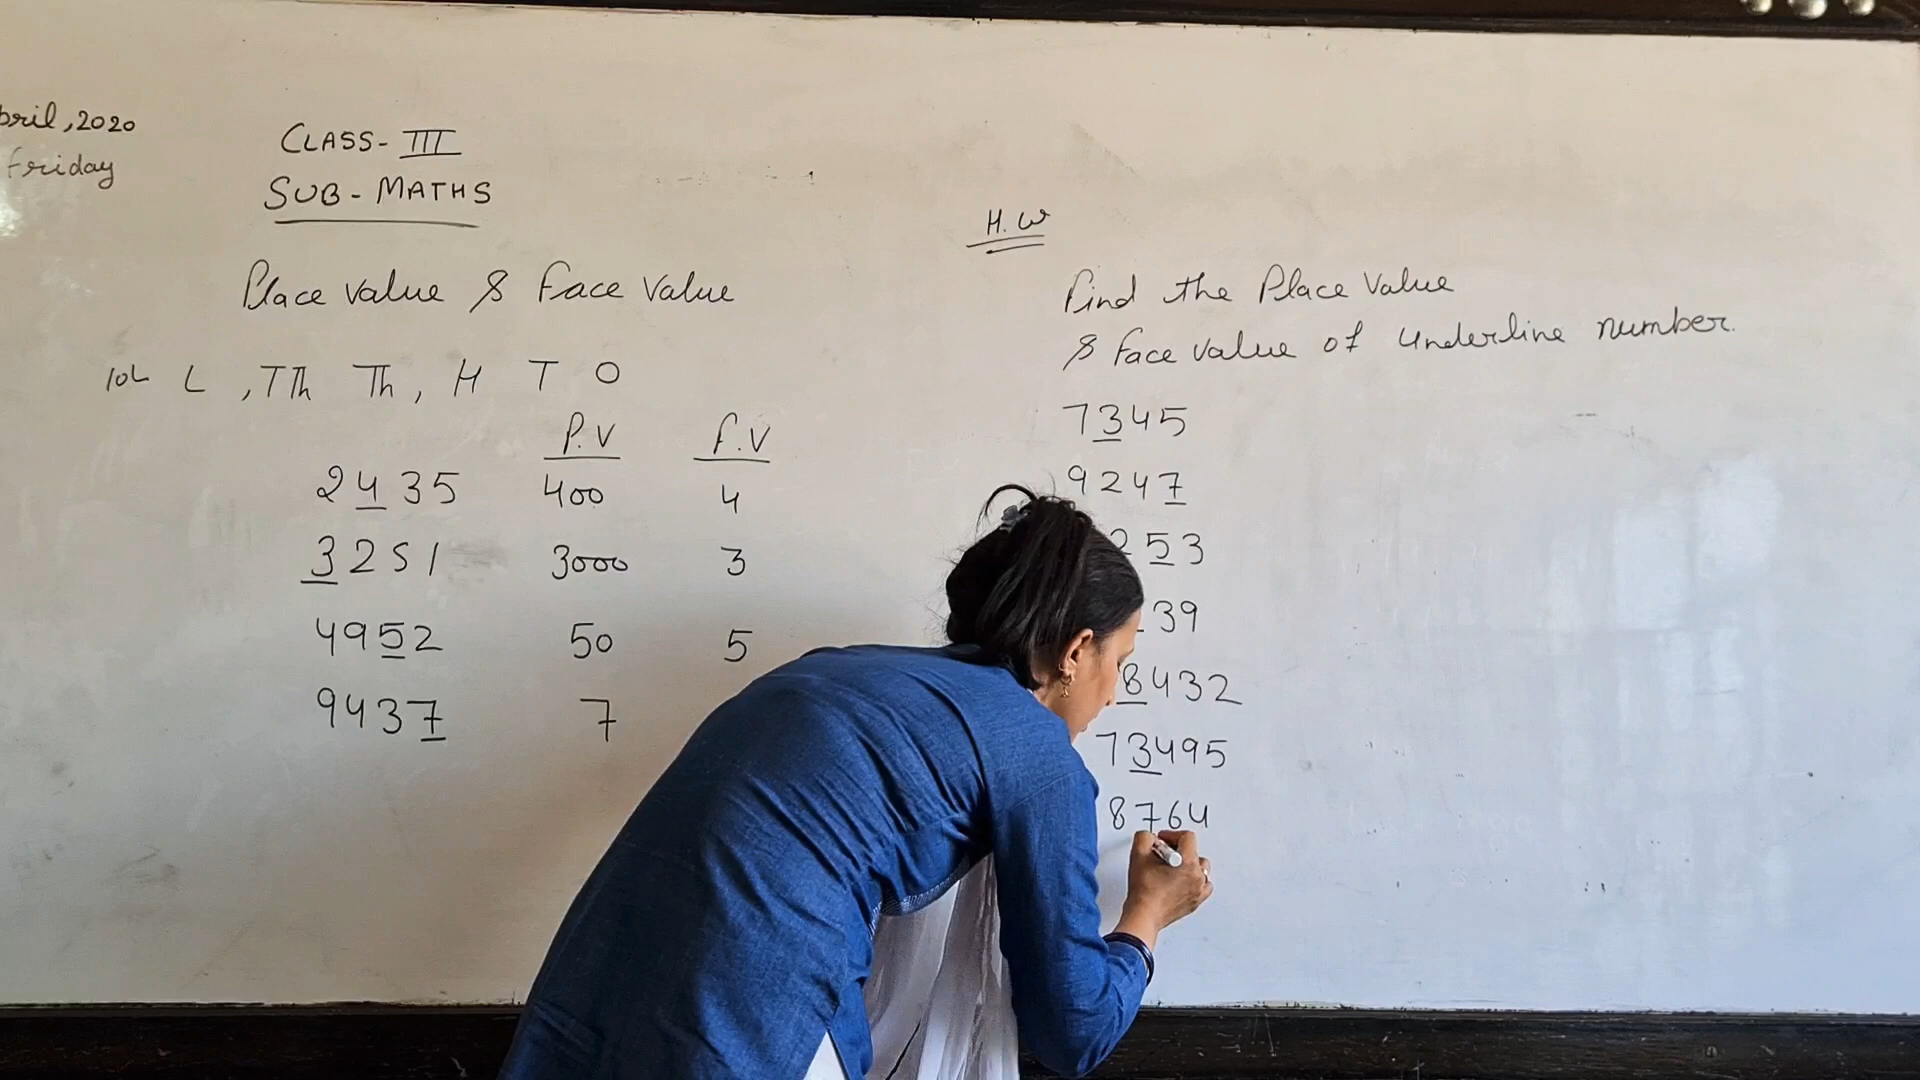 pril, 2020
Friday
CLASS - III
SUB - MATHS
Place Value & Face Value
10L L , TTh Th , H T O
P.V F.V
2435 400 4
3251 3000 3
4952 50 5
9437 7
H.W
Find the Place Value
& Face Value of Underline number.
7345
9247
253
39
8432
73495
8764